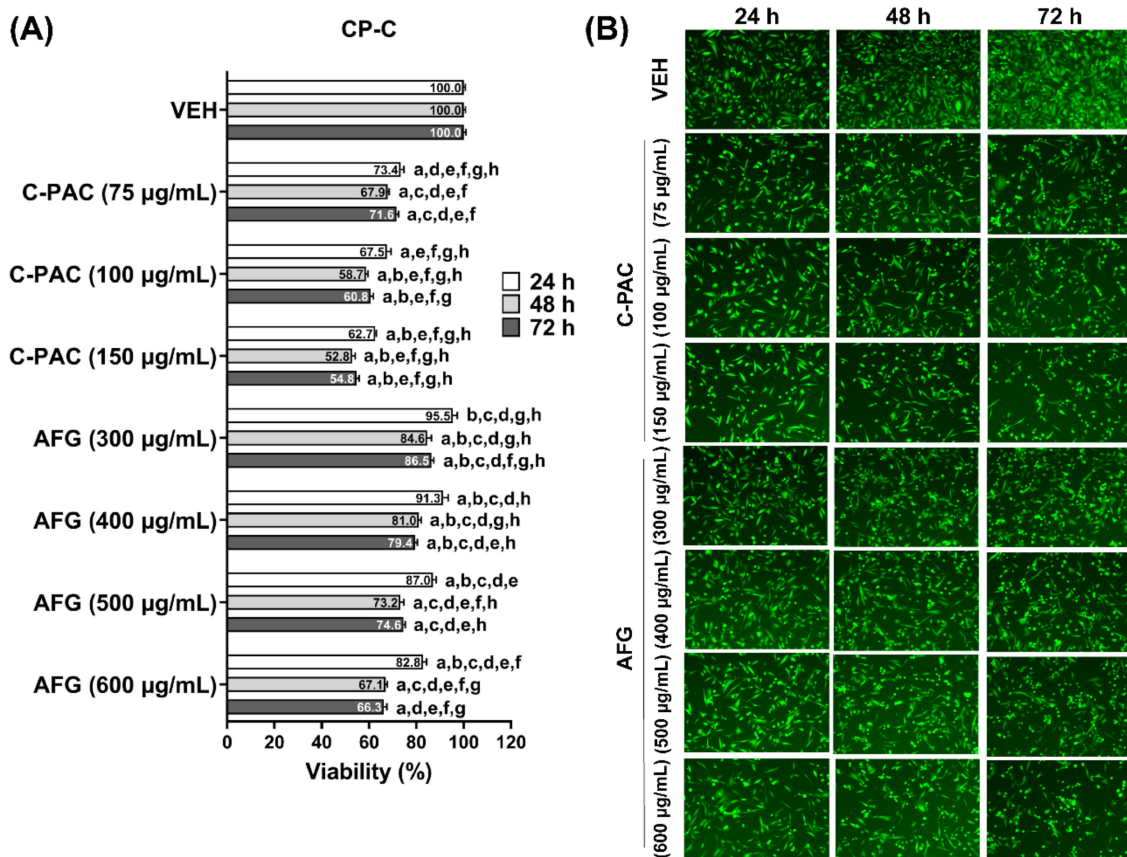 (A)
CP-C
VEH
100.0
100.0
100.0
C-PAC (75 µg/mL)
73.4 a,d,e,f,g,h
67.9 a,c,d,e,f
71.6 a,c,d,e,f
C-PAC (100 µg/mL)
67.5 a,e,f,g,h
58.7 a,b,e,f,g,h
60.8 a,b,e,f,g
C-PAC (150 µg/mL)
62.7 a,b,e,f,g,h
52.8 a,b,e,f,g,h
54.8 a,b,e,f,g,h
AFG (300 µg/mL)
95.5 b,c,d,g,h
84.6 a,b,c,d,g,h
86.5 a,b,c,d,f,g,h
AFG (400 µg/mL)
91.3 a,b,c,d,h
81.0 a,b,c,d,g,h
79.4 a,b,c,d,e,h
AFG (500 µg/mL)
87.0 a,b,c,d,e
73.2 a,c,d,e,f,h
74.6 a,c,d,e,h
AFG (600 µg/mL)
82.8 a,b,c,d,e,f
67.1 a,c,d,e,f,g
66.3 a,d,e,f,g
0 20 40 60 80 100 120
Viability (%)
24 h
48 h
72 h
(B)
24 h 48 h 72 h
VEH
C-PAC
(75 µg/mL)
(100 µg/mL)
(150 µg/mL)
AFG
(300 µg/mL)
(400 µg/mL)
(500 µg/mL)
(600 µg/mL)